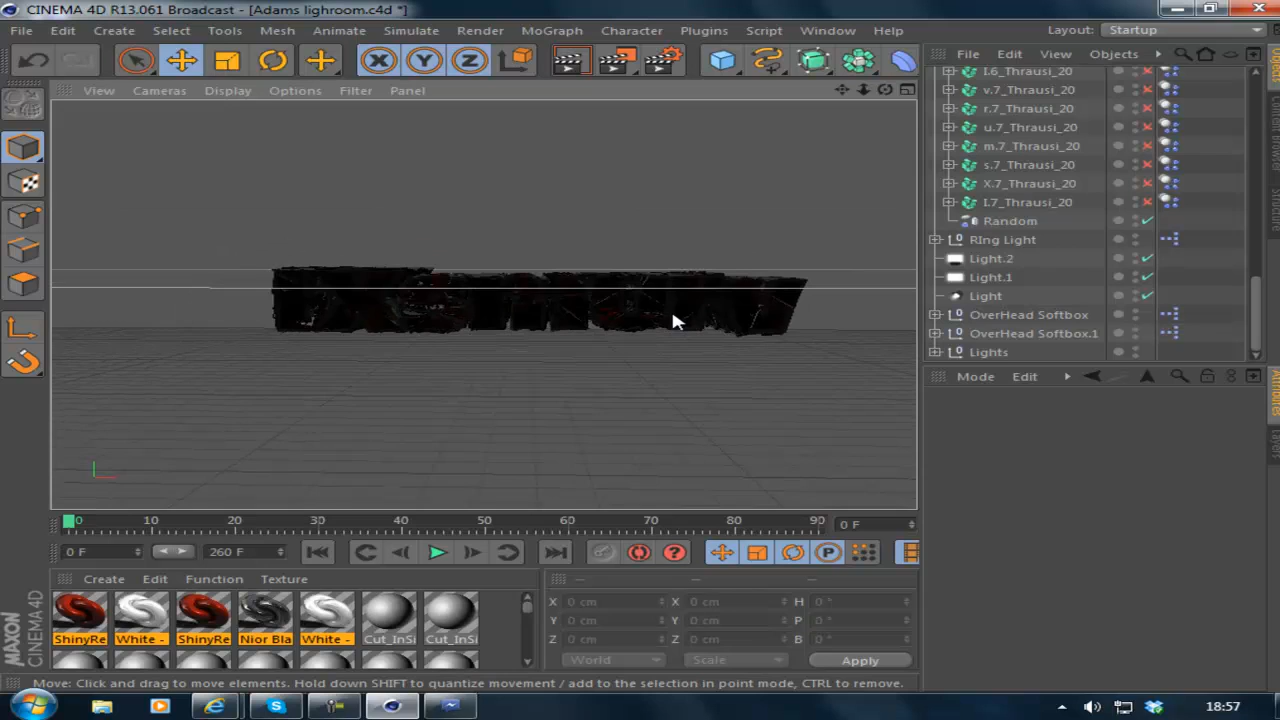 CINEMA 4D R13.061 Broadcast - [Adams lighroom.c4d *]
File Edit Create Select Tools Mesh Animate Simulate Render MoGraph Character Plugins Script Window Help Layout: Startup
View Cameras Display Options Filter Panel
File Edit View Objects
I.6_Thrausi_20
v.7_Thrausi_20
r.7_Thrausi_20
u.7_Thrausi_20
m.7_Thrausi_20
s.7_Thrausi_20
X.7_Thrausi_20
I.7_Thrausi_20
Random
RIng Light
Light.2
Light.1
Light
OverHead Softbox
OverHead Softbox.1
Lights
Objects
Content Browser
Structure
Mode Edit
Attributes
Layers
0 10 20 30 40 50 60 70 80 90 0 F
0 F 260 F
Create Edit Function Texture
ShinyRe White - ShinyRe Nior Bla White - Cut_InSi Cut_InSi
X 0 cm X 0 cm H 0 °
Y 0 cm Y 0 cm P 0 °
Z 0 cm Z 0 cm B 0 °
World Scale Apply
MAXON CINEMA 4D
Move: Click and drag to move elements. Hold down SHIFT to quantize movement / add to the selection in point mode, CTRL to remove.
18:57